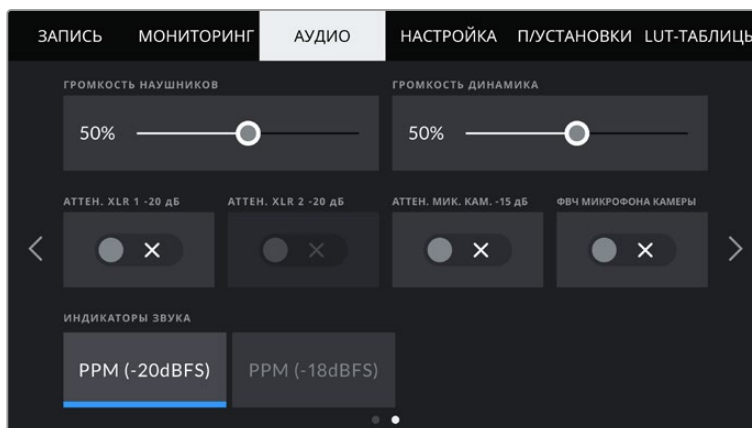 ЗАПИСЬ МОНИТОРИНГ АУДИО НАСТРОЙКА П/УСТАНОВКИ LUT-ТАБЛИЦЫ
ГРОМКОСТЬ НАУШНИКОВ ГРОМКОСТЬ ДИНАМИКА
50% 50%
АТТЕН. XLR 1 -20 дБ АТТЕН. XLR 2 -20 дБ АТТЕН. МИК. КАМ. -15 дБ ФВЧ МИКРОФОНА КАМЕРЫ
ИНДИКАТОРЫ ЗВУКА
PPM (-20dBFS) PPM (-18dBFS)